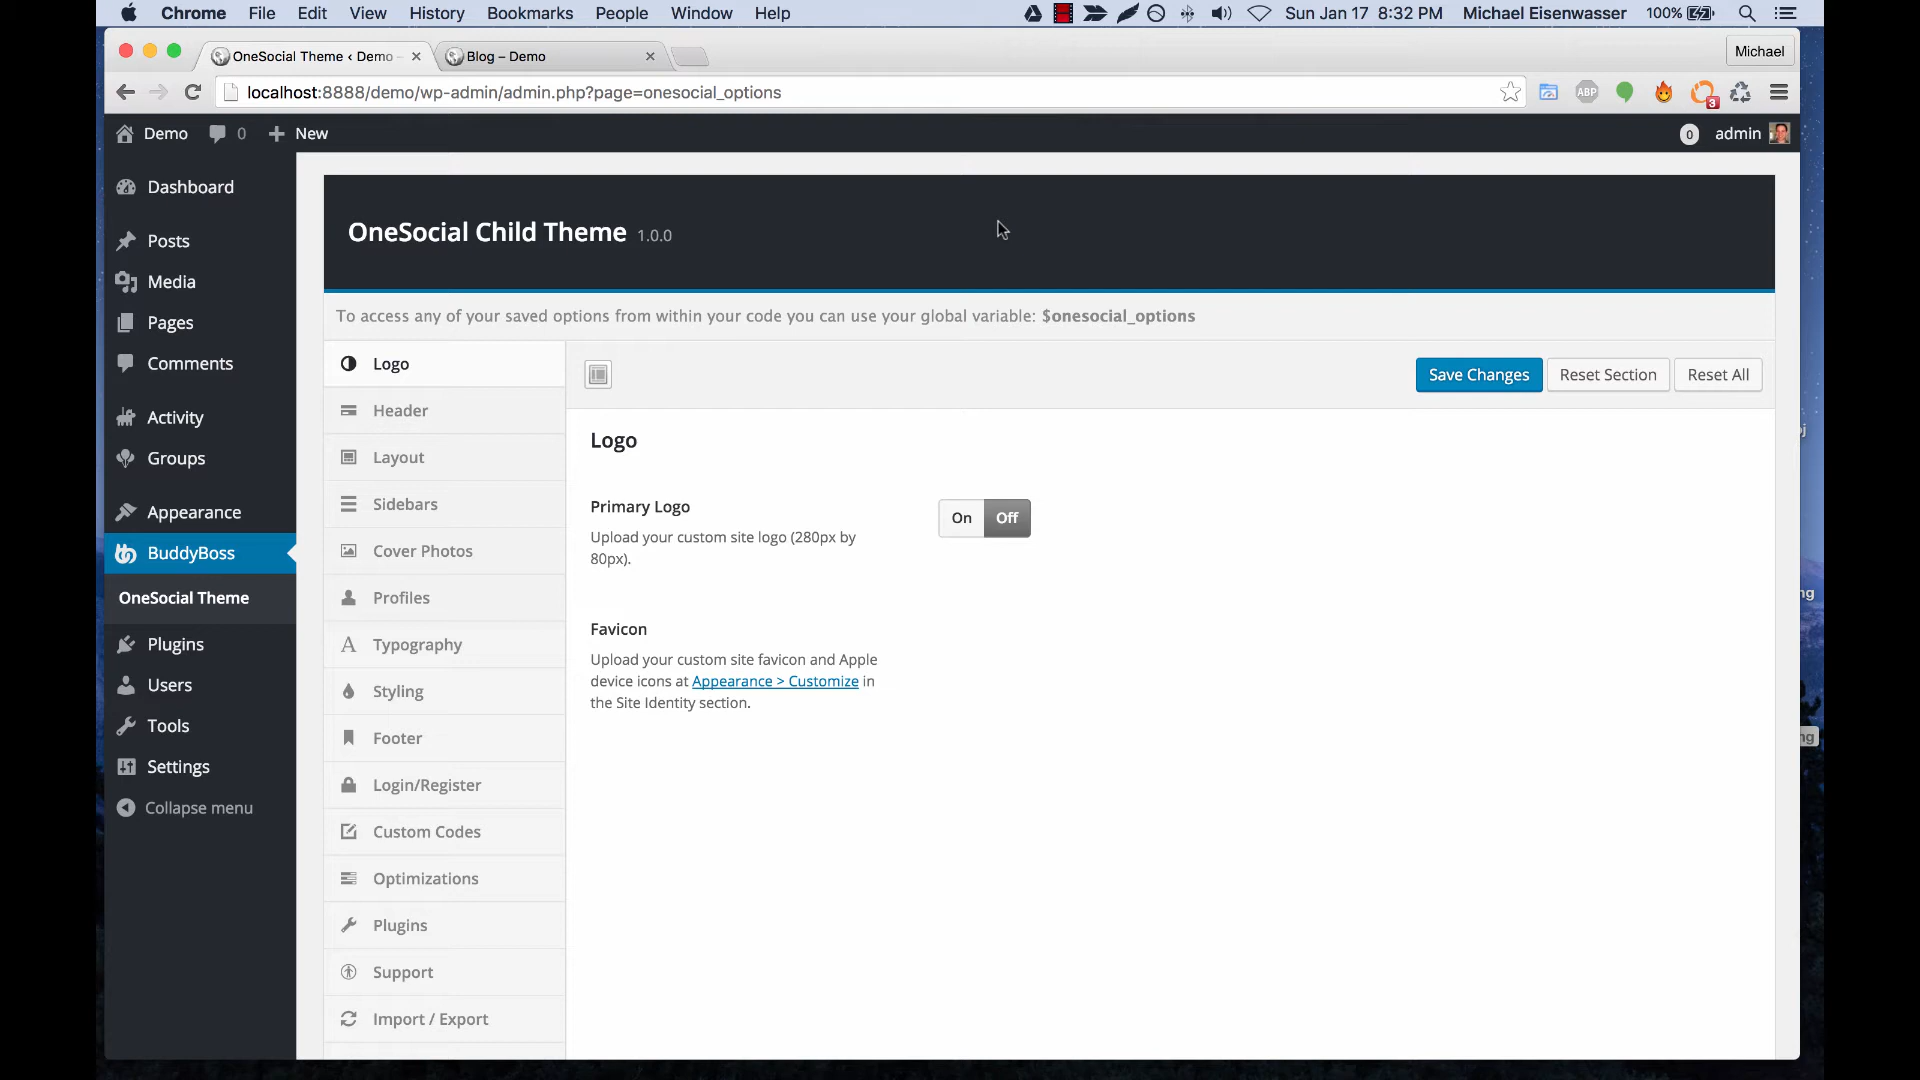 Chrome File Edit View History Bookmarks People Window Help Sun Jan 17 8:32 PM Michael Eisenwasser 100%
OneSocial Theme ‹ Demo Blog – Demo Michael
localhost:8888/demo/wp-admin/admin.php?page=onesocial_options ABP 3
Demo 0 New 0 admin
Dashboard
Posts
Media
Pages
Comments
Activity
Groups
Appearance
BuddyBoss
OneSocial Theme
Plugins
Users
Tools
Settings
Collapse menu
OneSocial Child Theme 1.0.0
To access any of your saved options from within your code you can use your global variable: $onesocial_options
Logo
Header
Layout
Sidebars
Cover Photos
Profiles
Typography
Styling
Footer
Login/Register
Custom Codes
Optimizations
Plugins
Support
Import / Export
Save Changes Reset Section Reset All
Logo
Primary Logo
Upload your custom site logo (280px by
80px).
On Off
Favicon
Upload your custom site favicon and Apple
device icons at Appearance > Customize in
the Site Identity section.
ng
ng